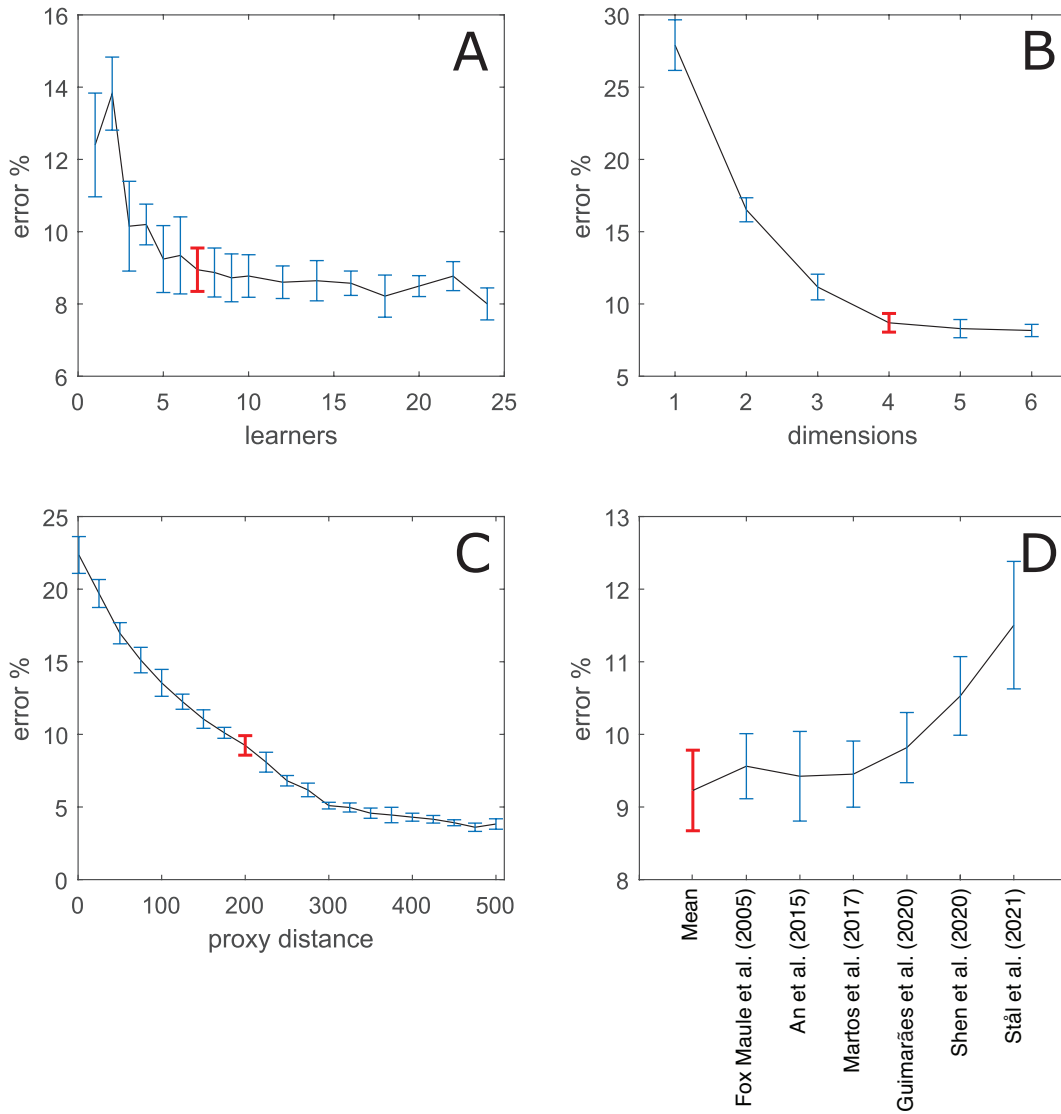 A
error %
16
14
12
10
8
6
0 5 10 15 20 25
learners
B
error %
30
25
20
15
10
5
1 2 3 4 5 6
dimensions
C
error %
25
20
15
10
5
0
0 100 200 300 400 500
proxy distance
D
error %
13
12
11
10
9
8
Mean
Fox Maule et al. (2005)
An et al. (2015)
Martos et al. (2017)
Guimarães et al. (2020)
Shen et al. (2020)
Stål et al. (2021)